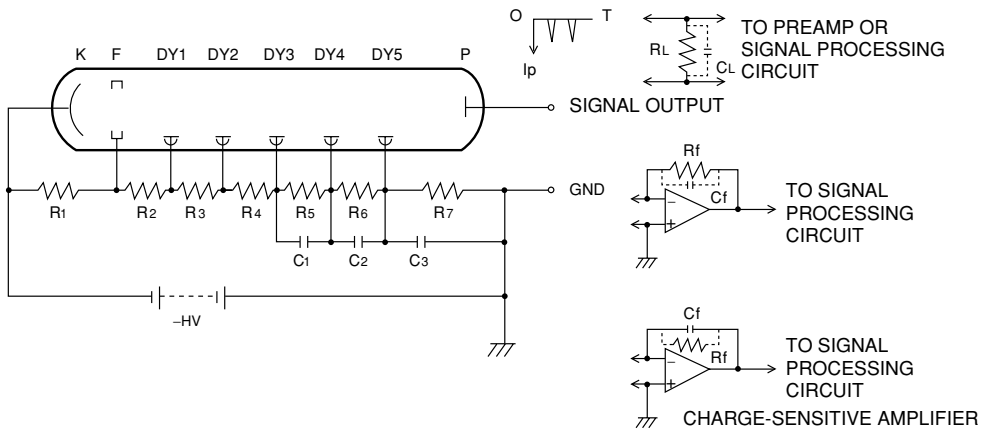 O T
Ip
K F DY1 DY2 DY3 DY4 DY5 P
RL
CL
TO PREAMP OR
SIGNAL PROCESSING
CIRCUIT
SIGNAL OUTPUT
GND
R1 R2 R3 R4 R5 R6 R7
C1 C2 C3
−HV
Rf
Cf
−
+
TO SIGNAL
PROCESSING
CIRCUIT
Cf
Rf
−
+
TO SIGNAL
PROCESSING
CIRCUIT
CHARGE-SENSITIVE AMPLIFIER